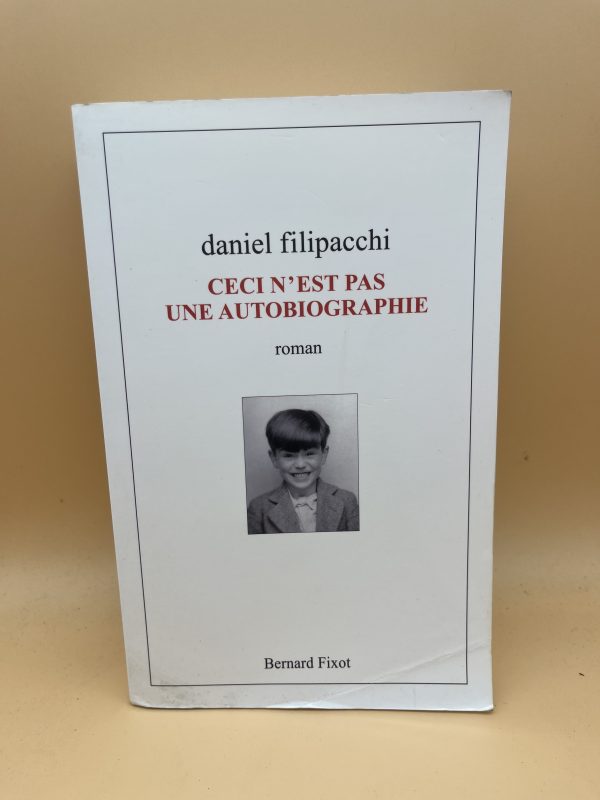 daniel filipacchi
CECI N’EST PAS
UNE AUTOBIOGRAPHIE
roman
Bernard Fixot